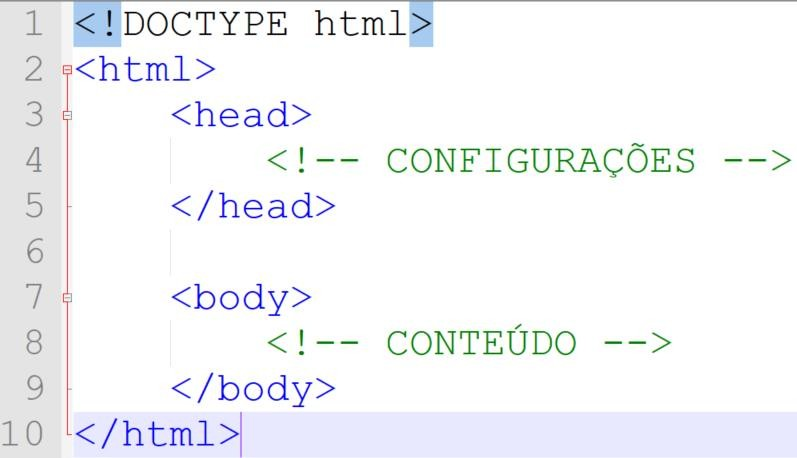 1 <!DOCTYPE html>
2 <html>
3 <head>
4 <!-- CONFIGURAÇÕES -->
5 </head>
6
7 <body>
8 <!-- CONTEÚDO -->
9 </body>
10 </html>